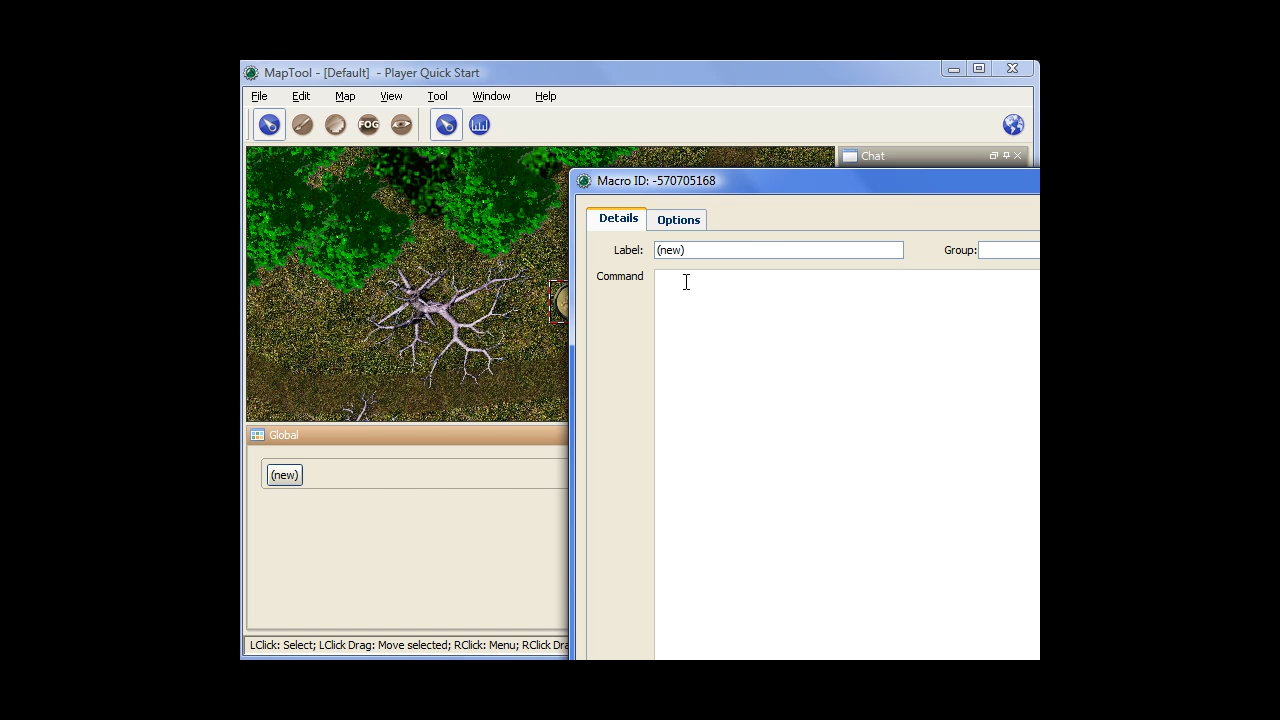 MapTool - [Default]  - Player Quick Start
File Edit Map View Tool Window Help
FOG
Chat
Macro ID: -570705168
Details Options
Label: (new) Group:
Command
Global
(new)
LClick: Select; LClick Drag: Move selected; RClick: Menu; RClick Dra